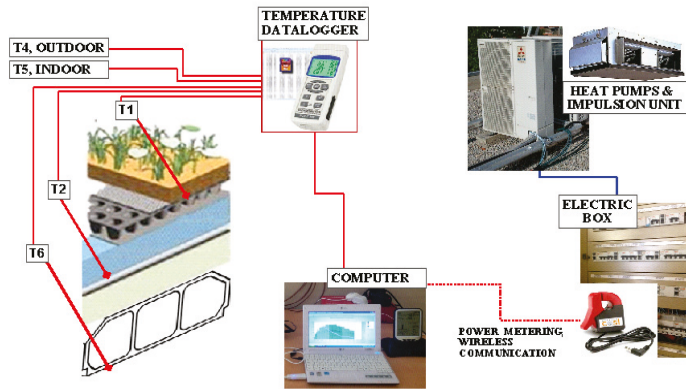 TEMPERATURE
DATALOGGER
T4, OUTDOOR
T5, INDOOR
T1
T2
T6
HEAT PUMPS &
IMPULSION UNIT
ELECTRIC
BOX
COMPUTER
POWER METERING,
WIRELESS
COMMUNICATION